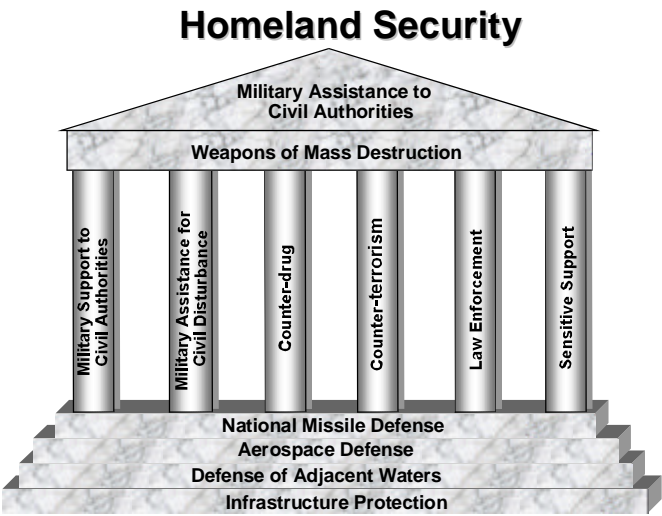 Homeland Security
Military Assistance to
Civil Authorities
Weapons of Mass Destruction
Military Support to
Civil Authorities
Military Assistance for
Civil Disturbance
Counter-drug
Counter-terrorism
Law Enforcement
Sensitive Support
National Missile Defense
Aerospace Defense
Defense of Adjacent Waters
Infrastructure Protection